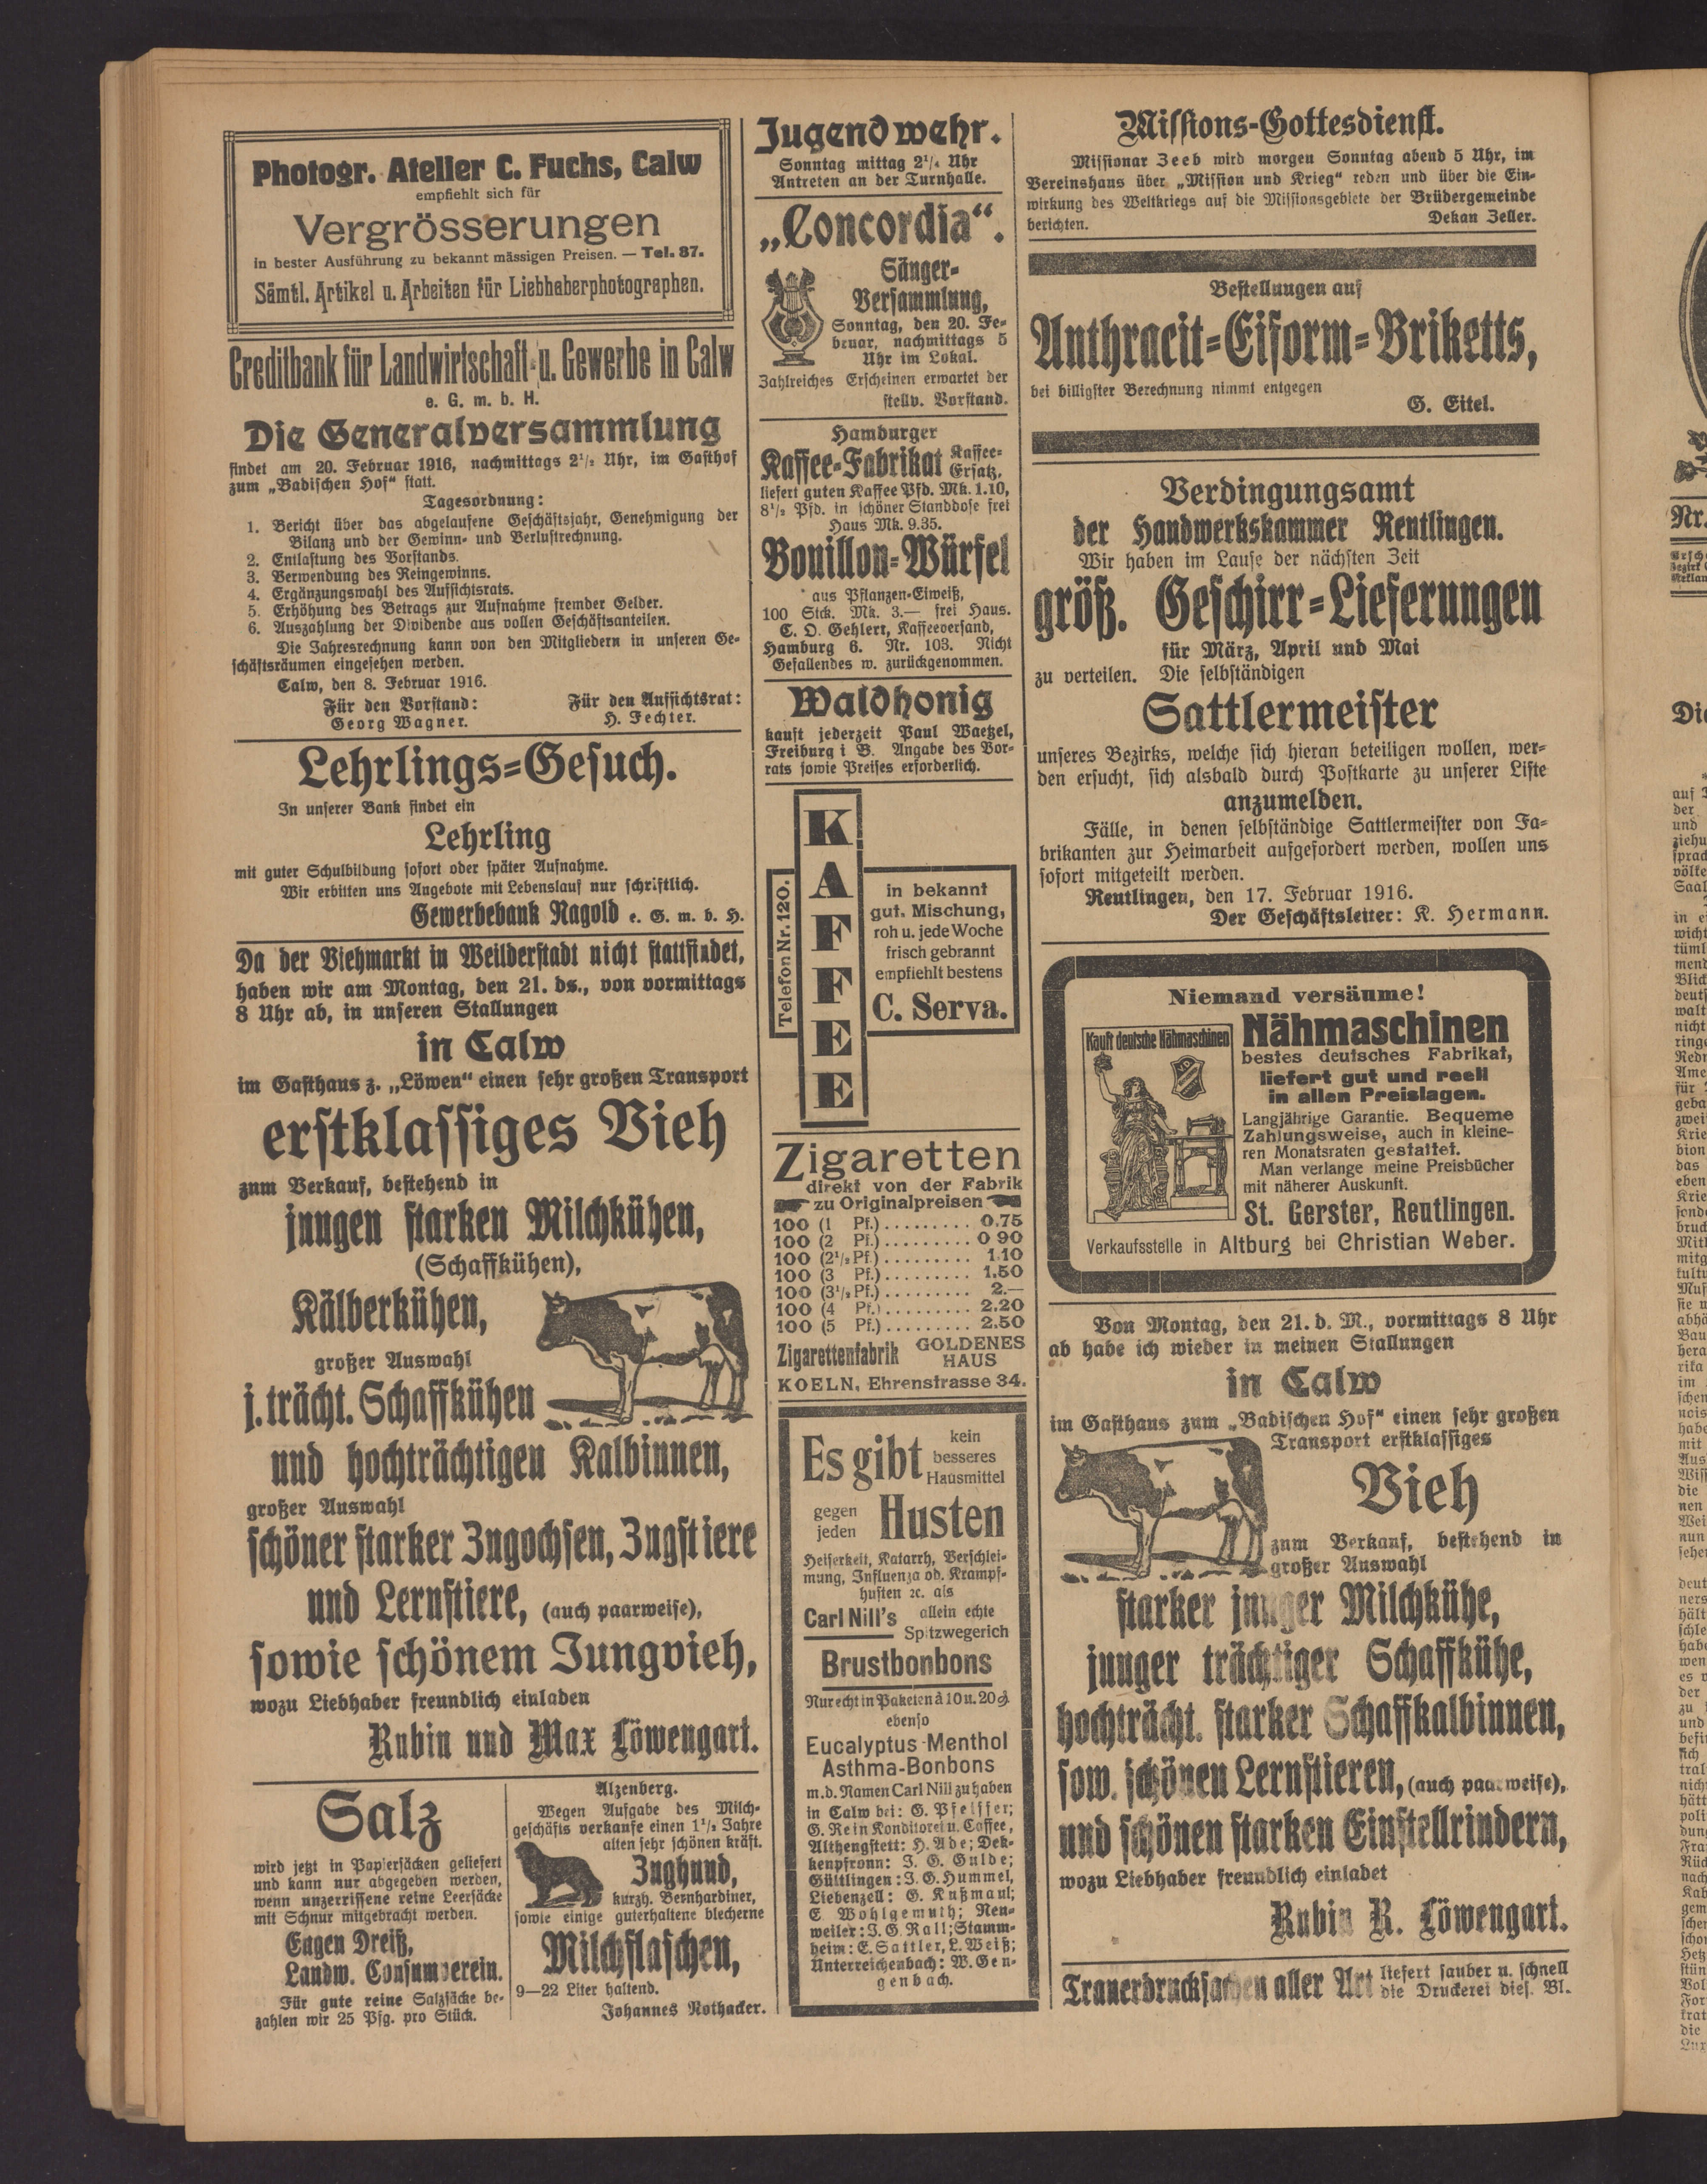 Photogr. Atelier C. Fuchs, Calw
empfiehlt sich für
Vergrösserungen
in bester Ausführung zu bekannt mässigen Preisen. — Tel. 87.
Sämtl. Artikel u. Arbeiten für Liebhaberphotographen.
Creditbank für Landwirtschaft- u. Gewerbe in Calw
e. G. m. b. H.
Die Generalversammlung
findet am 20. Februar 1916, nachmittags 2½ Uhr, im Gasthof
zum „Badischen Hof“ statt.
Tagesordnung:
1. Bericht über das abgelaufene Geschäftsjahr, Genehmigung der
Bilanz und der Gewinn- und Verlustrechnung.
2. Entlastung des Vorstands.
3. Verwendung des Reingewinns.
4. Ergänzungswahl des Aufsichtsrats.
5. Erhöhung des Betrags zur Aufnahme fremder Gelder.
6. Auszahlung der Dividende aus vollen Geschäftsanteilen.
Die Jahresrechnung kann von den Mitgliedern in unseren Ge-
schäftsräumen eingesehen werden.
Calw, den 8. Februar 1916.
Für den Vorstand: Für den Aufsichtsrat:
Georg Wagner. H. Fechter.
Lehrlings-Gesuch.
In unserer Bank findet ein
Lehrling
mit guter Schulbildung sofort oder später Aufnahme.
Wir erbitten uns Angebote mit Lebenslauf nur schriftlich.
Gewerbebank Nagold e. G. m. b. H.
Da der Viehmarkt in Weilderstadt nicht stattfindet,
haben wir am Montag, den 21. ds., von vormittags
8 Uhr ab, in unseren Stallungen
in Calw
im Gasthaus z. „Löwen“ einen sehr großen Transport
erstklassiges Vieh
zum Verkauf, bestehend in
jungen starken Milchkühen,
(Schaffkühen),
Kälberkühen,
großer Auswahl
j. trächt. Schaffkühen
und hochträchtigen Kalbinnen,
großer Auswahl
schöner starker Zugochsen, Zugstiere
und Lernstiere, (auch paarweise),
sowie schönem Jungvieh,
wozu Liebhaber freundlich einladen
Rubin und Max Löwengart.
Salz
wird jetzt in Papiersäcken geliefert
und kann nur abgegeben werden,
wenn unzerrissene reine Leersäcke
mit Schnur mitgebracht werden.
Eugen Dreiß,
Landw. Consumverein.
Für gute reine Salzsäcke be-
zahlen wir 25 Pfg. pro Stück.
Alzenberg.
Wegen Aufgabe des Milch-
geschäfts verkaufe einen 1½ Jahre
alten sehr schönen kräft.
Zughund,
kurzh. Bernhardiner,
sowie einige guterhaltene blecherne
Milchflaschen,
9—22 Liter haltend.
Johannes Rothacker.
Jugendwehr.
Sonntag mittag 2¼ Uhr
Antreten an der Turnhalle.
„Concordia“.
Sänger-
Versammlung,
Sonntag, den 20. Fe-
bruar, nachmittags 5
Uhr im Lokal.
Zahlreiches Erscheinen erwartet der
stellv. Vorstand.
Hamburger
Kaffee-Fabrikat Kaffee-
Ersatz,
liefert guten Kaffee Pfd. Mk. 1.10,
8½ Pfd. in schöner Standdose frei
Haus Mk. 9.35.
Bouillon-Würfel
aus Pflanzen-Eiweiß,
100 Stck. Mk. 3.— frei Haus.
C. O. Gehlert, Kaffeeversand,
Hamburg 6. Nr. 103. Nicht
Gefallendes w. zurückgenommen.
Waldhonig
kauft jederzeit Paul Waetzel,
Freiburg i B. Angabe des Vor-
rats sowie Preises erforderlich.
KAFFEE
Telefon Nr. 120.
in bekannt
gut. Mischung,
roh u. jede Woche
frisch gebrannt
empfiehlt bestens
C. Serva.
Zigaretten
direkt von der Fabrik
zu Originalpreisen
100 (1 Pf.) ......... 0.75
100 (2 Pf.) ......... 0 90
100 (2½ Pf.) ......... 1.10
100 (3 Pf.) ......... 1.50
100 (3½ Pf.) ......... 2.—
100 (4 Pf.) ......... 2.20
100 (5 Pf.) ......... 2.50
Zigarettenfabrik GOLDENES
HAUS
KOELN, Ehrenstrasse 34.
Es gibt kein
besseres
Hausmittel
gegen
jeden Husten
Heiserkeit, Katarrh, Verschlei-
mung, Influenza od. Krampf-
husten ꝛc. als
Carl Nill's allein echte
Spitzwegerich
Brustbonbons
Nur echt in Paketen à 10 u. 20 ₰
ebenso
Eucalyptus-Menthol
Asthma-Bonbons
m. d. Namen Carl Nill zu haben
in Calw bei: G. Pfeiffer;
G. Rein Konditorei u. Caffee,
Althengstett: H. Ade; Dek-
kenpfronn: J. G. Gulde;
Gültlingen: J. G. Hummel,
Liebenzell: G. Kußmaul;
E Wohlgemuth; Neu-
weiler: J. G. Rall; Stamm-
heim: E. Sattler, L. Weiß;
Unterreichenbach: W. Gen-
genbach.
Missions-Gottesdienst.
Missionar Zeeb wird morgen Sonntag abend 5 Uhr, im
Vereinshaus über „Mission und Krieg“ reden und über die Ein-
wirkung des Weltkriegs auf die Missionsgebiete der Brüdergemeinde
berichten. Dekan Zeller.
Bestellungen auf
Anthracit-Eiform-Briketts,
bei billigster Berechnung nimmt entgegen
G. Eitel.
Verdingungsamt
der Handwerkskammer Reutlingen.
Wir haben im Laufe der nächsten Zeit
größ. Geschirr-Lieferungen
für März, April und Mai
zu verteilen. Die selbständigen
Sattlermeister
unseres Bezirks, welche sich hieran beteiligen wollen, wer-
den ersucht, sich alsbald durch Postkarte zu unserer Liste
anzumelden.
Fälle, in denen selbständige Sattlermeister von Fa-
brikanten zur Heimarbeit aufgefordert werden, wollen uns
sofort mitgeteilt werden.
Reutlingen, den 17. Februar 1916.
Der Geschäftsleiter: K. Hermann.
Niemand versäume!
Kauft deutsche Nähmaschinen
Nähmaschinen
bestes deutsches Fabrikat,
liefert gut und reell
in allen Preislagen.
Langjährige Garantie. Bequeme
Zahlungsweise, auch in kleine-
ren Monatsraten gestattet.
Man verlange meine Preisbücher
mit näherer Auskunft.
St. Gerster, Reutlingen.
Verkaufsstelle in Altburg bei Christian Weber.
Von Montag, den 21. d. M., vormittags 8 Uhr
ab habe ich wieder in meinen Stallungen
in Calw
im Gasthaus zum „Badischen Hof“ einen sehr großen
Transport erstklassiges
Vieh
zum Verkauf, bestehend in
großer Auswahl
starker junger Milchkühe,
junger trächtiger Schaffkühe,
hochträcht. starker Schaffkalbinnen,
sow. schönen Lernstieren, (auch paarweise),
und schönen starken Einstellrindern,
wozu Liebhaber freundlich einladet
Rubin R. Löwengart.
Trauerdrucksachen aller Art liefert sauber u. schnell
die Druckerei dies. Bl.
Nr.